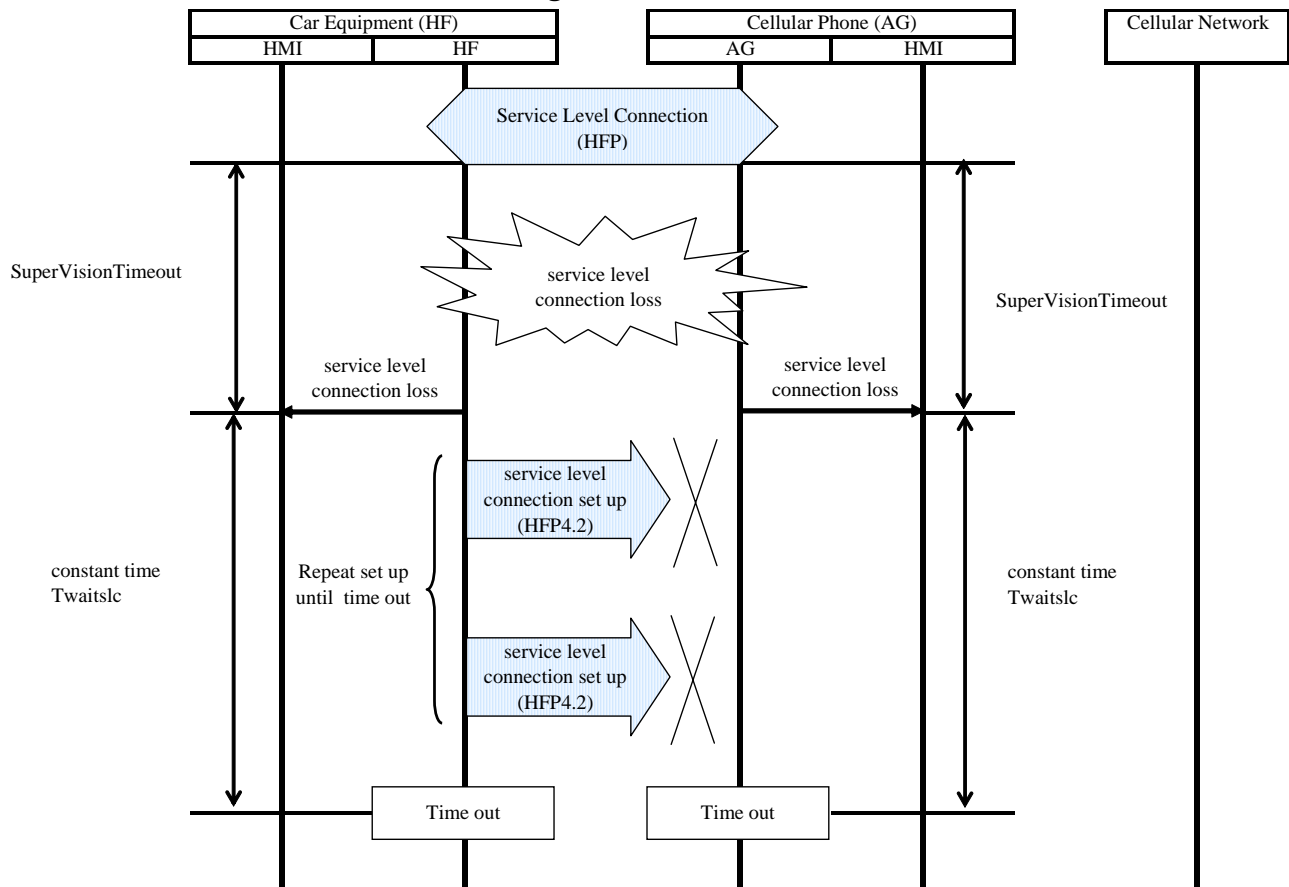 Car Equipment (HF)
Cellular Phone (AG)
Cellular Network
HMI
HF
AG
HMI
Service Level Connection
(HFP)
SuperVisionTimeout
service level
connection loss
SuperVisionTimeout
service level
connection loss
service level
connection loss
service level
connection set up
(HFP4.2)
constant time
Twaitslc
Repeat set up
until time out
constant time
Twaitslc
service level
connection set up
(HFP4.2)
Time out
Time out